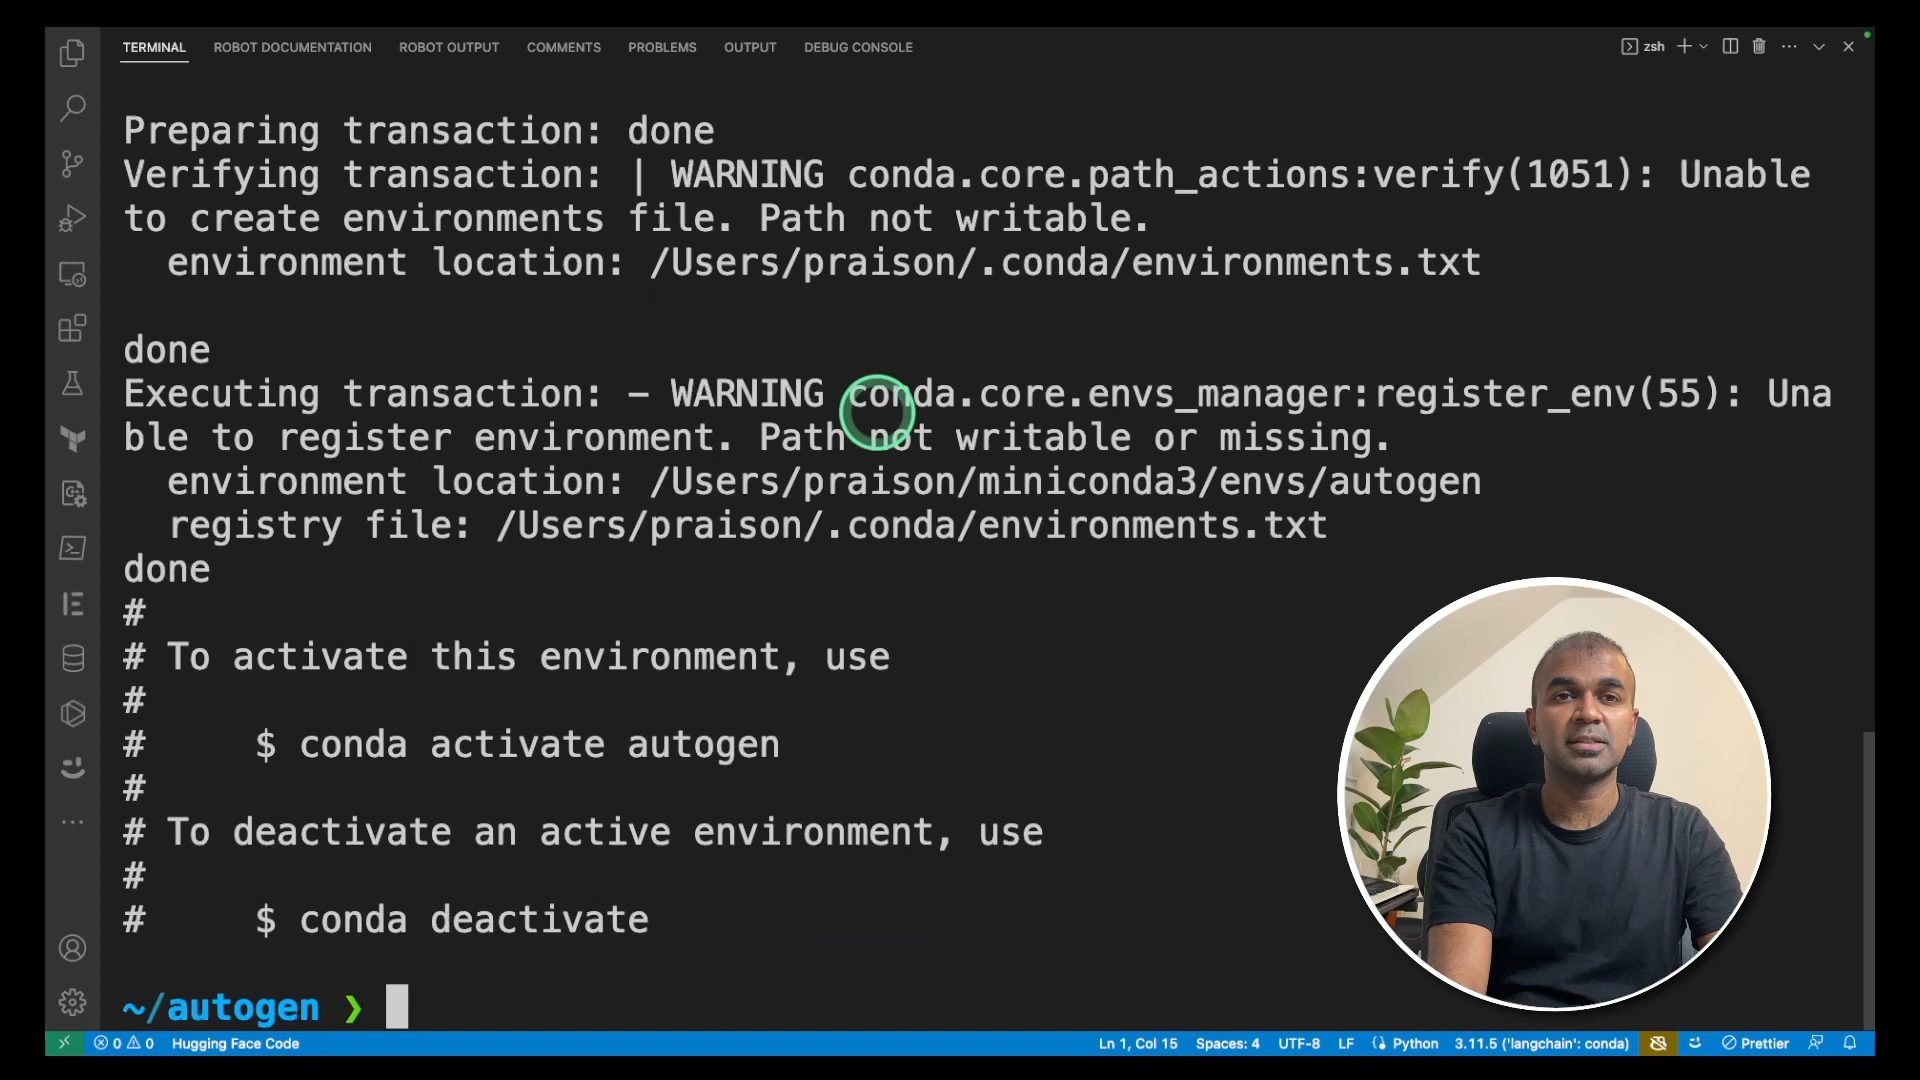 TERMINAL ROBOT DOCUMENTATION ROBOT OUTPUT COMMENTS PROBLEMS OUTPUT DEBUG CONSOLE zsh
Preparing transaction: done
Verifying transaction: | WARNING conda.core.path_actions:verify(1051): Unable
to create environments file. Path not writable.
environment location: /Users/praison/.conda/environments.txt
done
Executing transaction: - WARNING conda.core.envs_manager:register_env(55): Una
ble to register environment. Path not writable or missing.
environment location: /Users/praison/miniconda3/envs/autogen
registry file: /Users/praison/.conda/environments.txt
done
#
# To activate this environment, use
#
# $ conda activate autogen
#
# To deactivate an active environment, use
#
# $ conda deactivate
~/autogen ❯
0 0 Hugging Face Code Ln 1, Col 15 Spaces: 4 UTF-8 LF Python 3.11.5 ('langchain': conda) Prettier